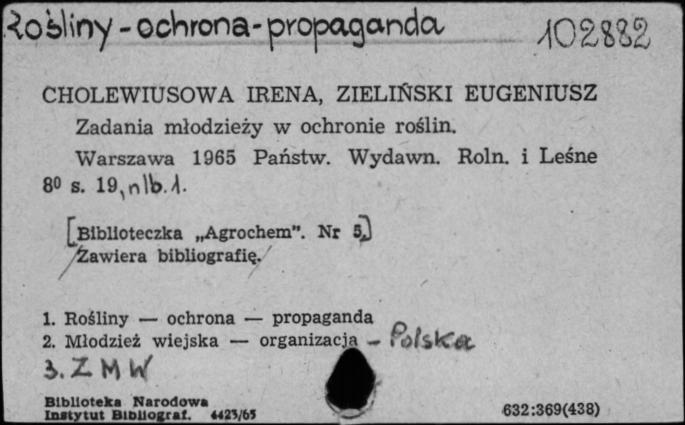 Rośliny - ochrona - propaganda 102882
CHOLEWIUSOWA IRENA, ZIELIŃSKI EUGENIUSZ
Zadania młodzieży w ochronie roślin.
Warszawa 1965 Państw. Wydawn. Roln. i Leśne
8⁰ s. 19, nlb. 1.
[Biblioteczka „Agrochem”. Nr 5]
/Zawiera bibliografię./
1. Rośliny — ochrona — propaganda
2. Młodzież wiejska — organizacja - Polska
3. Z M W
Biblioteka Narodowa
Instytut Bibliograf. 4423/65 632:369(438)